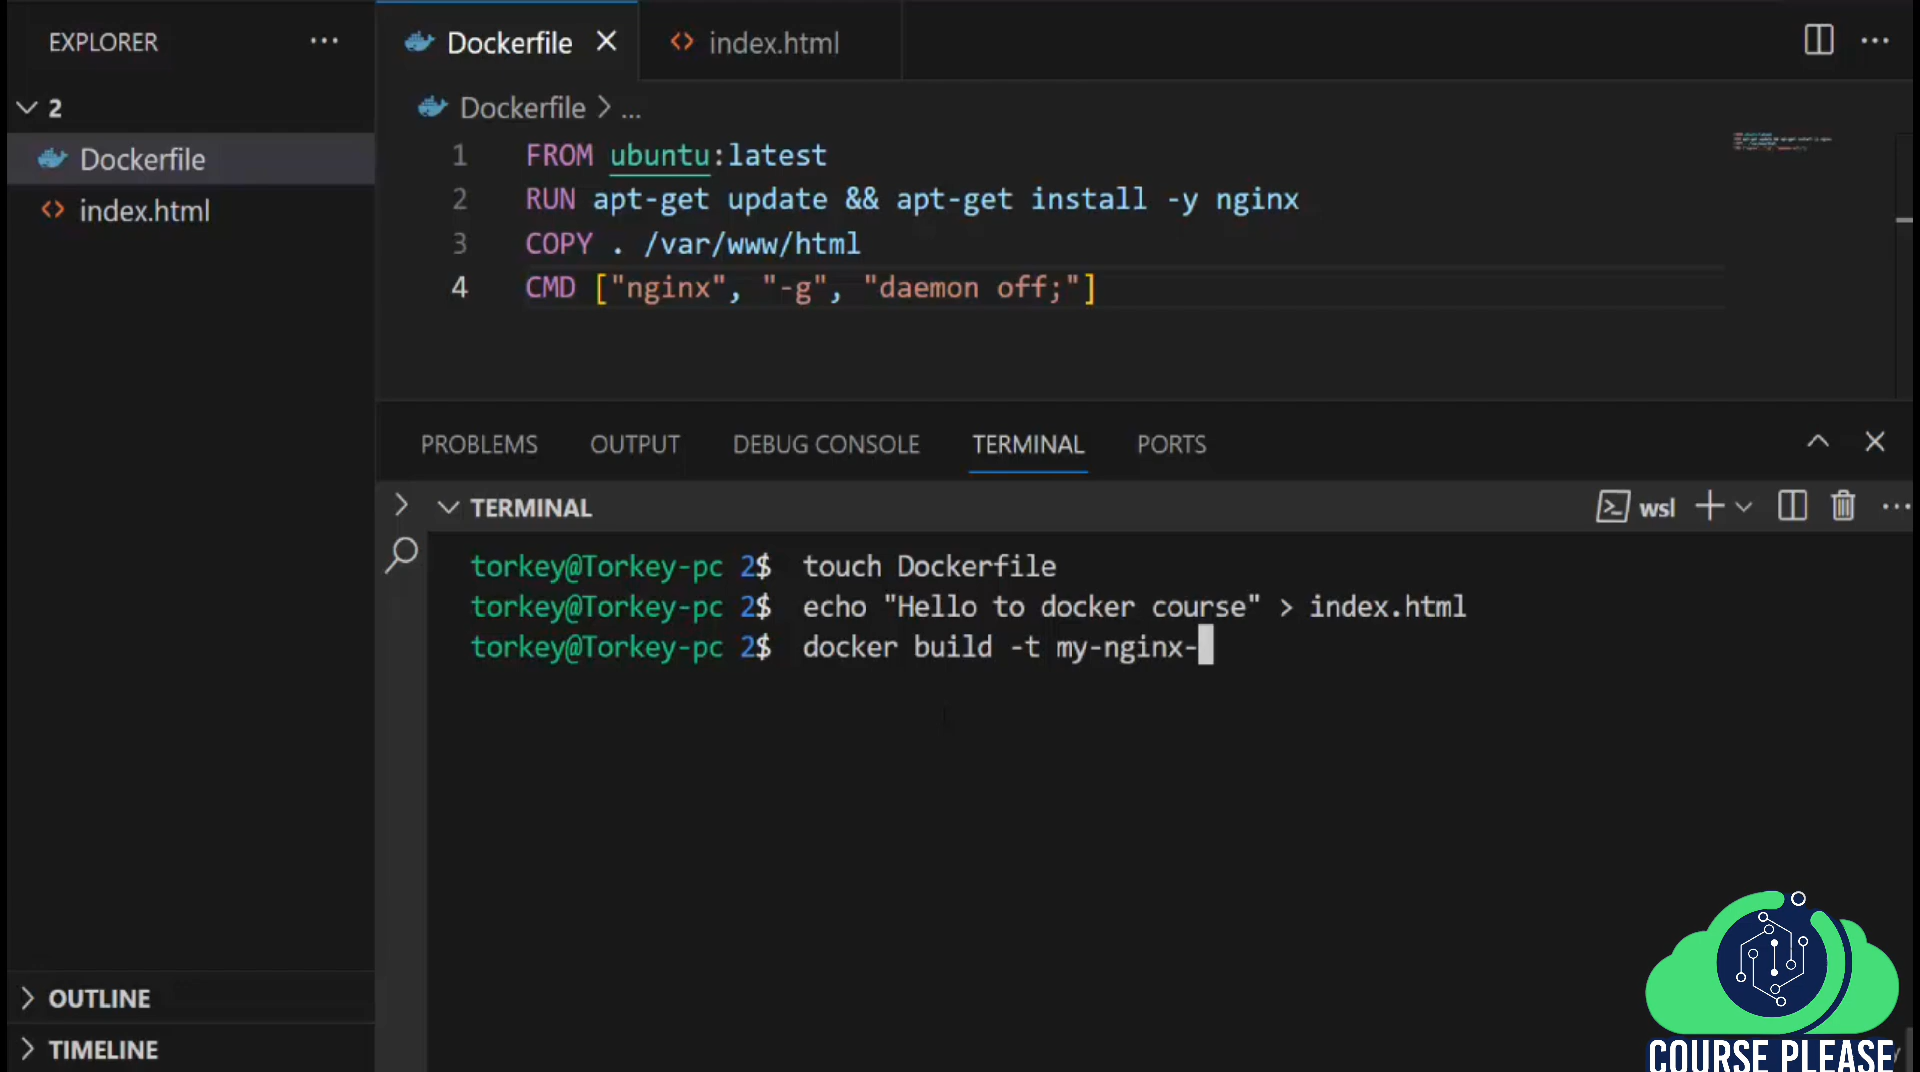 EXPLORER ...
Dockerfile
index.html
2
Dockerfile
index.html
Dockerfile > ...
1 FROM ubuntu:latest
2 RUN apt-get update && apt-get install -y nginx
3 COPY . /var/www/html
4 CMD ["nginx", "-g", "daemon off;"]
PROBLEMS OUTPUT DEBUG CONSOLE TERMINAL PORTS
TERMINAL
wsl
torkey@Torkey-pc 2$ touch Dockerfile
torkey@Torkey-pc 2$ echo "Hello to docker course" > index.html
torkey@Torkey-pc 2$ docker build -t my-nginx-
OUTLINE
TIMELINE
COURSE PLEASE